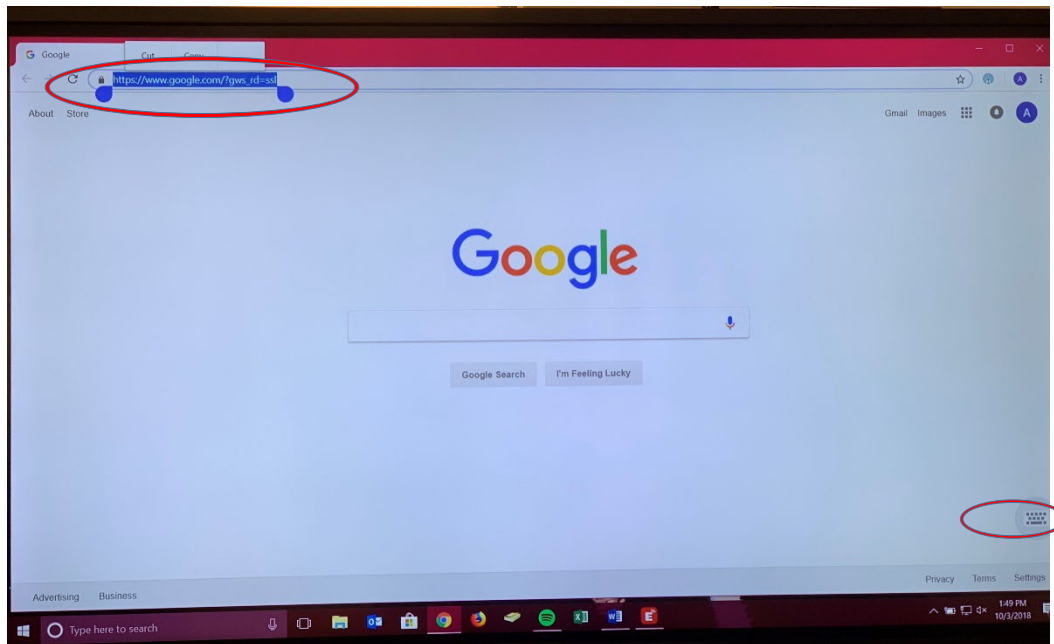 Google
Cut Copy
https://www.google.com/?gws_rd=ssl
A
About Store
Gmail Images
A
Google
Google Search I'm Feeling Lucky
Privacy Terms Settings
Advertising Business
Type here to search
1:49 PM
10/3/2018